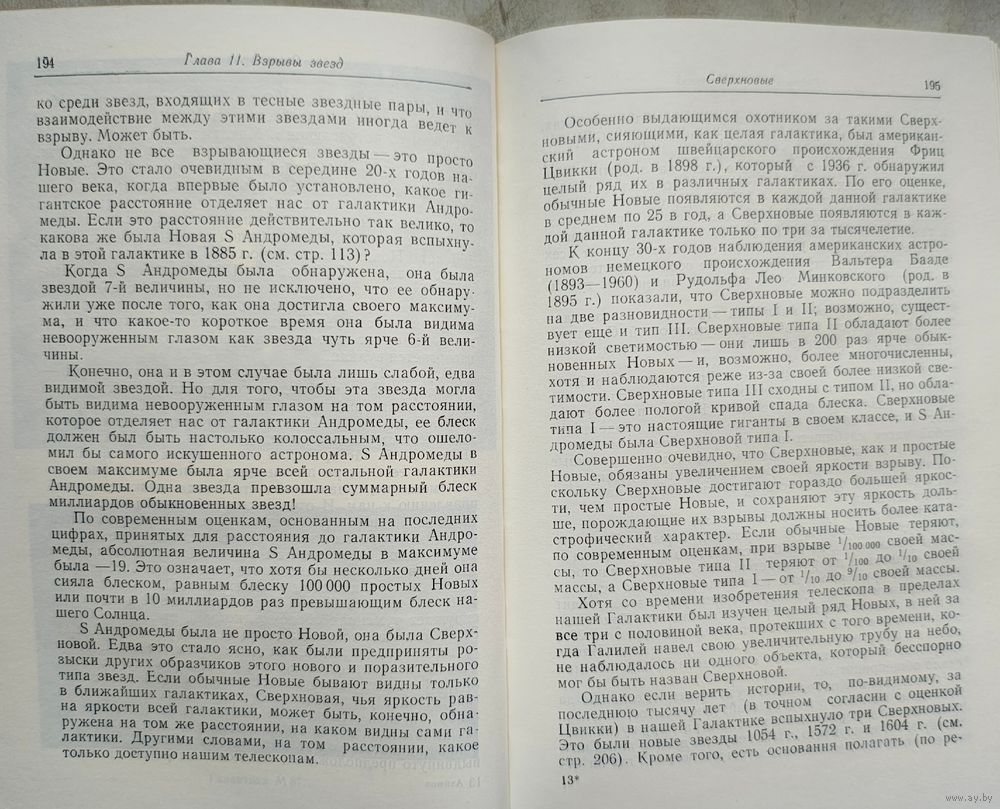 194
Глава 11. Взрывы звезд
ко среди звезд, входящих в тесные звездные пары, и что
взаимодействие между этими звездами иногда ведет к
взрыву. Может быть.
Однако не все взрывающиеся звезды — это просто
Новые. Это стало очевидным в середине 20-х годов на-
шего века, когда впервые было установлено, какое ги-
гантское расстояние отделяет нас от галактики Андро-
меды. Если это расстояние действительно так велико, то
какова же была Новая S Андромеды, которая вспыхну-
ла в этой галактике в 1885 г. (см. стр. 113)?
Когда S Андромеды была обнаружена, она была
звездой 7-й величины, но не исключено, что ее обнару-
жили уже после того, как она достигла своего максиму-
ма, и что какое-то короткое время она была видима
невооруженным глазом как звезда чуть ярче 6-й вели-
чины.
Конечно, она и в этом случае была лишь слабой, едва
видимой звездой. Но для того, чтобы эта звезда могла
быть видима невооруженным глазом на том расстоянии,
которое отделяет нас от галактики Андромеды, ее блеск
должен был быть настолько колоссальным, что ошело-
мил бы самого искушенного астронома. S Андромеды в
своем максимуме была ярче всей остальной галактики
Андромеды. Одна звезда превзошла суммарный блеск
миллиардов обыкновенных звезд!
По современным оценкам, основанным на последних
цифрах, принятых для расстояния до галактики Андро-
меды, абсолютная величина S Андромеды в максимуме
была —19. Это означает, что хотя бы несколько дней она
сияла блеском, равным блеску 100 000 простых Новых
или почти в 10 миллиардов раз превышающим блеск на-
шего Солнца.
S Андромеды была не просто Новой, она была Сверх-
новой. Едва это стало ясно, как были предприняты ро-
зыски других образчиков этого нового и поразительного
типа звезд. Если обычные Новые бывают видны только
в ближайших галактиках, Сверхновая, чья яркость рав-
на яркости всей галактики, может быть, конечно, обна-
ружена на том же расстоянии, на каком видны сами га-
лактики. Другими словами, на том расстоянии, какое
только доступно нашим телескопам.
Сверхновые
195
Особенно выдающимся охотником за такими Сверх-
новыми, сияющими, как целая галактика, был американ-
ский астроном швейцарского происхождения Фриц
Цвикки (род. в 1898 г.), который с 1936 г. обнаружил
целый ряд их в различных галактиках. По его оценке,
обычные Новые появляются в каждой данной галактике
в среднем по 25 в год, а Сверхновые появляются в каж-
дой данной галактике только по три за тысячелетие.
К концу 30-х годов наблюдения американских астро-
номов немецкого происхождения Вальтера Бааде
(1893—1960) и Рудольфа Лео Минковского (род. в
1895 г.) показали, что Сверхновые можно подразделить
на две разновидности — типы I и II; возможно, сущест-
вует еще и тип III. Сверхновые типа II обладают более
низкой светимостью — они лишь в 200 раз ярче обык-
новенных Новых — и, возможно, более многочисленны,
хотя и наблюдаются реже из-за своей более низкой све-
тимости. Сверхновые типа III сходны с типом II, но обла-
дают более пологой кривой спада блеска. Сверхновые
типа I — это настоящие гиганты в своем классе, и S Ан-
дромеды была Сверхновой типа I.
Совершенно очевидно, что Сверхновые, как и простые
Новые, обязаны увеличением своей яркости взрыву. По-
скольку Сверхновые достигают гораздо большей яркос-
ти, чем простые Новые, и сохраняют эту яркость доль-
ше, порождающие их взрывы должны носить более ката-
строфический характер. Если обычные Новые теряют,
по современным оценкам, при взрыве 1/100 000 своей мас-
сы, то Сверхновые типа II теряют от 1/100 до 1/10 своей
массы, а Сверхновые типа I — от 1/10 до 9/10 своей массы.
Хотя со времени изобретения телескопа в пределах
нашей Галактики был изучен целый ряд Новых, в ней за
все три с половиной века, протекших с того времени, ко-
гда Галилей навел свою увеличительную трубу на небо,
не наблюдалось ни одного объекта, который бесспорно
мог бы быть назван Сверхновой.
Однако если верить истории, то, по-видимому, за
последнюю тысячу лет (в точном согласии с оценкой
Цвикки) в нашей Галактике вспыхнуло три Сверхновых.
Это были новые звезды 1054 г., 1572 г. и 1604 г. (см.
стр. 206). Кроме того, есть основания полагать (по ре-
13*
www.ay.by